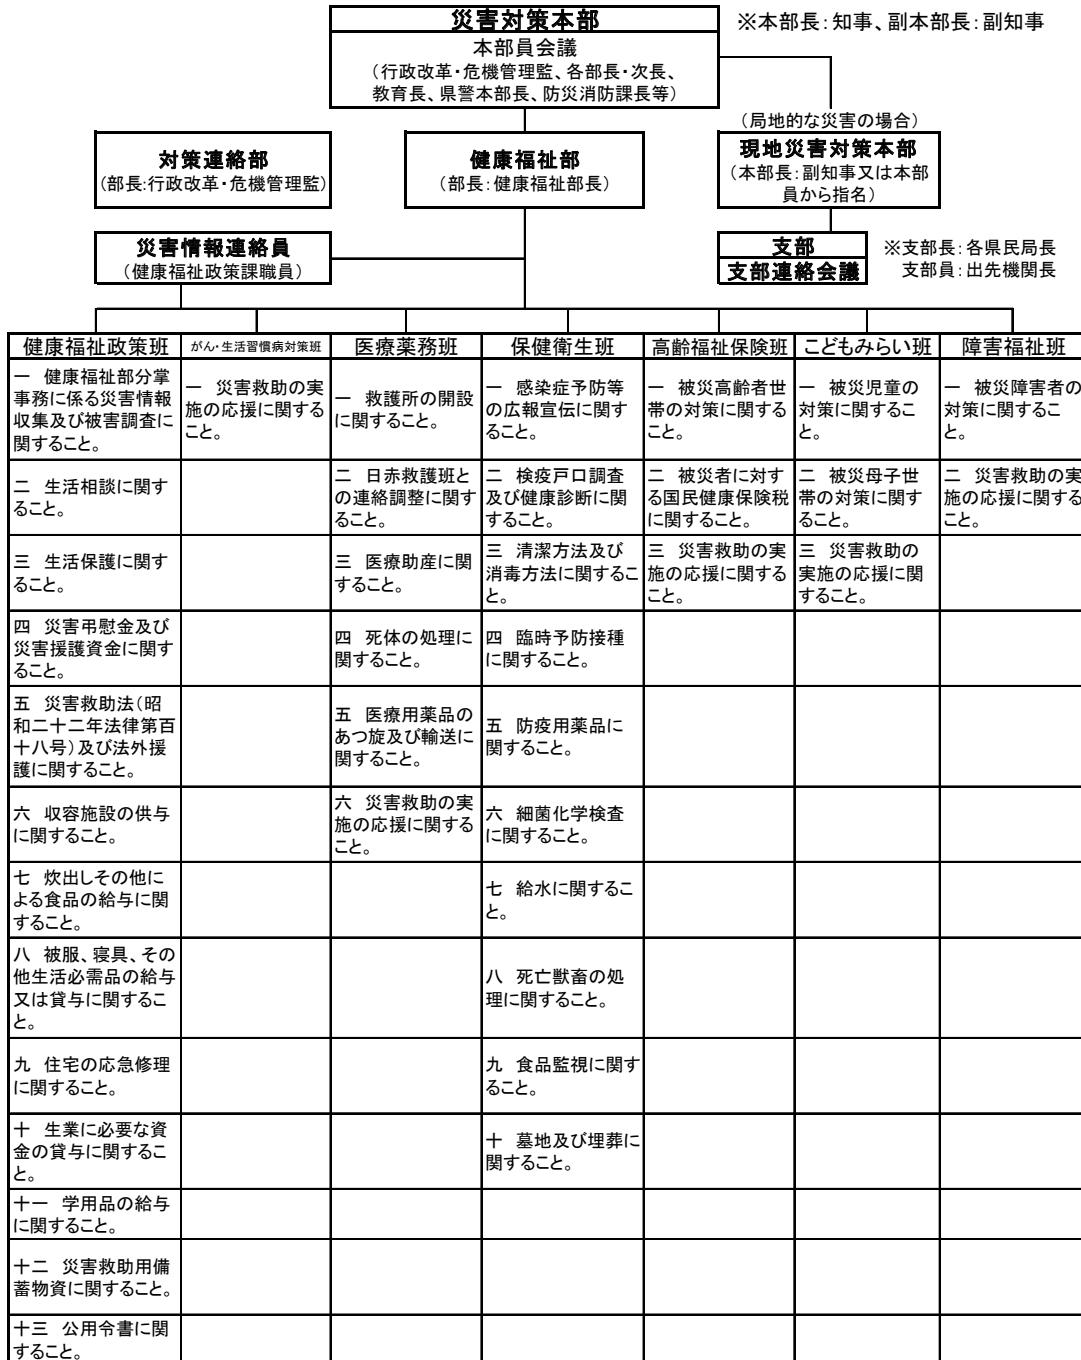 災害対策本部
※本部長：知事、副本部長：副知事
本部員会議
（行政改革・危機管理監、各部長・次長、
教育長、県警本部長、防災消防課長等）
（局地的な災害の場合）
対策連絡部
（部長：行政改革・危機管理監）
健康福祉部
（部長：健康福祉部長）
現地災害対策本部
（本部長：副知事又は本部
員から指名）
災害情報連絡員
（健康福祉政策課職員）
支部
支部連絡会議
※支部長：各県民局長
支部員：出先機関長
健康福祉政策班
がん・生活習慣病対策班
医療薬務班
保健衛生班
高齢福祉保険班
こどもみらい班
障害福祉班
一　健康福祉部分掌
事務に係る災害情報
収集及び被害調査に
関すること。
一　災害救助の実
施の応援に関する
こと。
一　救護所の開設
に関すること。
一　感染症予防等
の広報宣伝に関す
ること。
一　被災高齢者世
帯の対策に関する
こと。
一　被災児童の
対策に関するこ
と。
一　被災障害者の
対策に関するこ
と。
二　生活相談に関す
ること。
二　日赤救護班と
の連絡調整に関す
ること。
二　検疫戸口調査
及び健康診断に関
すること。
二　被災者に対す
る国民健康保険税
に関すること。
二　被災母子世
帯の対策に関す
ること。
二　災害救助の実
施の応援に関する
こと。
三　生活保護に関す
ること。
三　医療助産に関
すること。
三　清潔方法及び
消毒方法に関するこ
と。
三　災害救助の実
施の応援に関する
こと。
三　災害救助の
実施の応援に関
すること。
四　災害弔慰金及び
災害援護資金に関す
ること。
四　死体の処理に
関すること。
四　臨時予防接種
に関すること。
五　災害救助法（昭
和二十二年法律第百
十八号）及び法外援
護に関すること。
五　医療用薬品の
あつ旋及び輸送に
関すること。
五　防疫用薬品に
関すること。
六　収容施設の供与
に関すること。
六　災害救助の実
施の応援に関する
こと。
六　細菌化学検査
に関すること。
七　炊出しその他に
よる食品の給与に関
すること。
七　給水に関するこ
と。
八　被服、寝具、その
他生活必需品の給与
又は貸与に関するこ
と。
八　死亡獣畜の処
理に関すること。
九　住宅の応急修理
に関すること。
九　食品監視に関す
ること。
十　生業に必要な資
金の貸与に関するこ
と。
十　墓地及び埋葬に
関すること。
十一　学用品の給与
に関すること。
十二　災害救助用備
蓄物資に関すること。
十三　公用令書に関
すること。